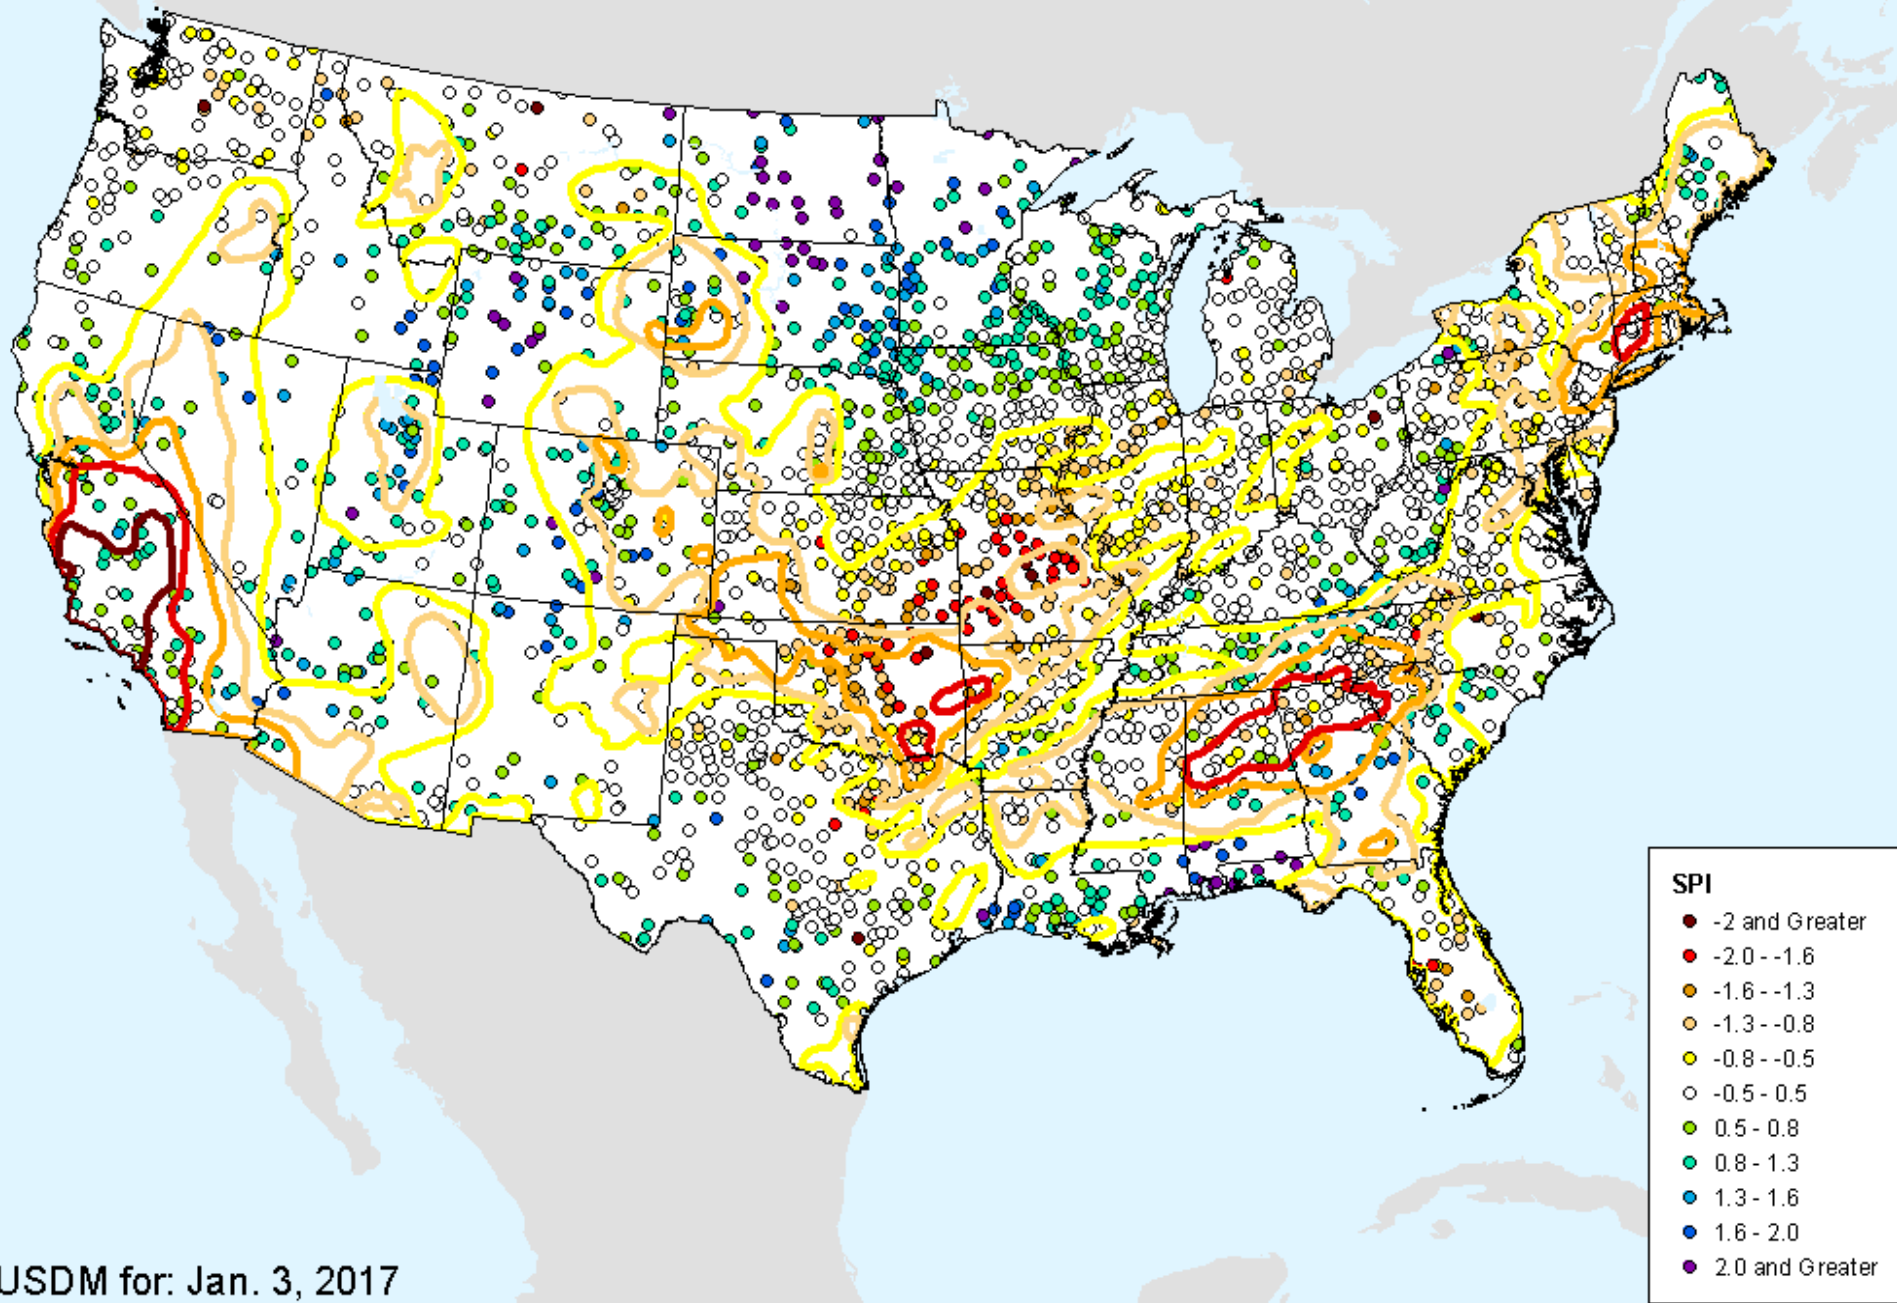 SPI
-2 and Greater
-2.0 - -1.6
-1.6 - -1.3
-1.3 - -0.8
-0.8 - -0.5
-0.5 - 0.5
0.5 - 0.8
0.8 - 1.3
1.3 - 1.6
1.6 - 2.0
2.0 and Greater
USDM for: Jan. 3, 2017